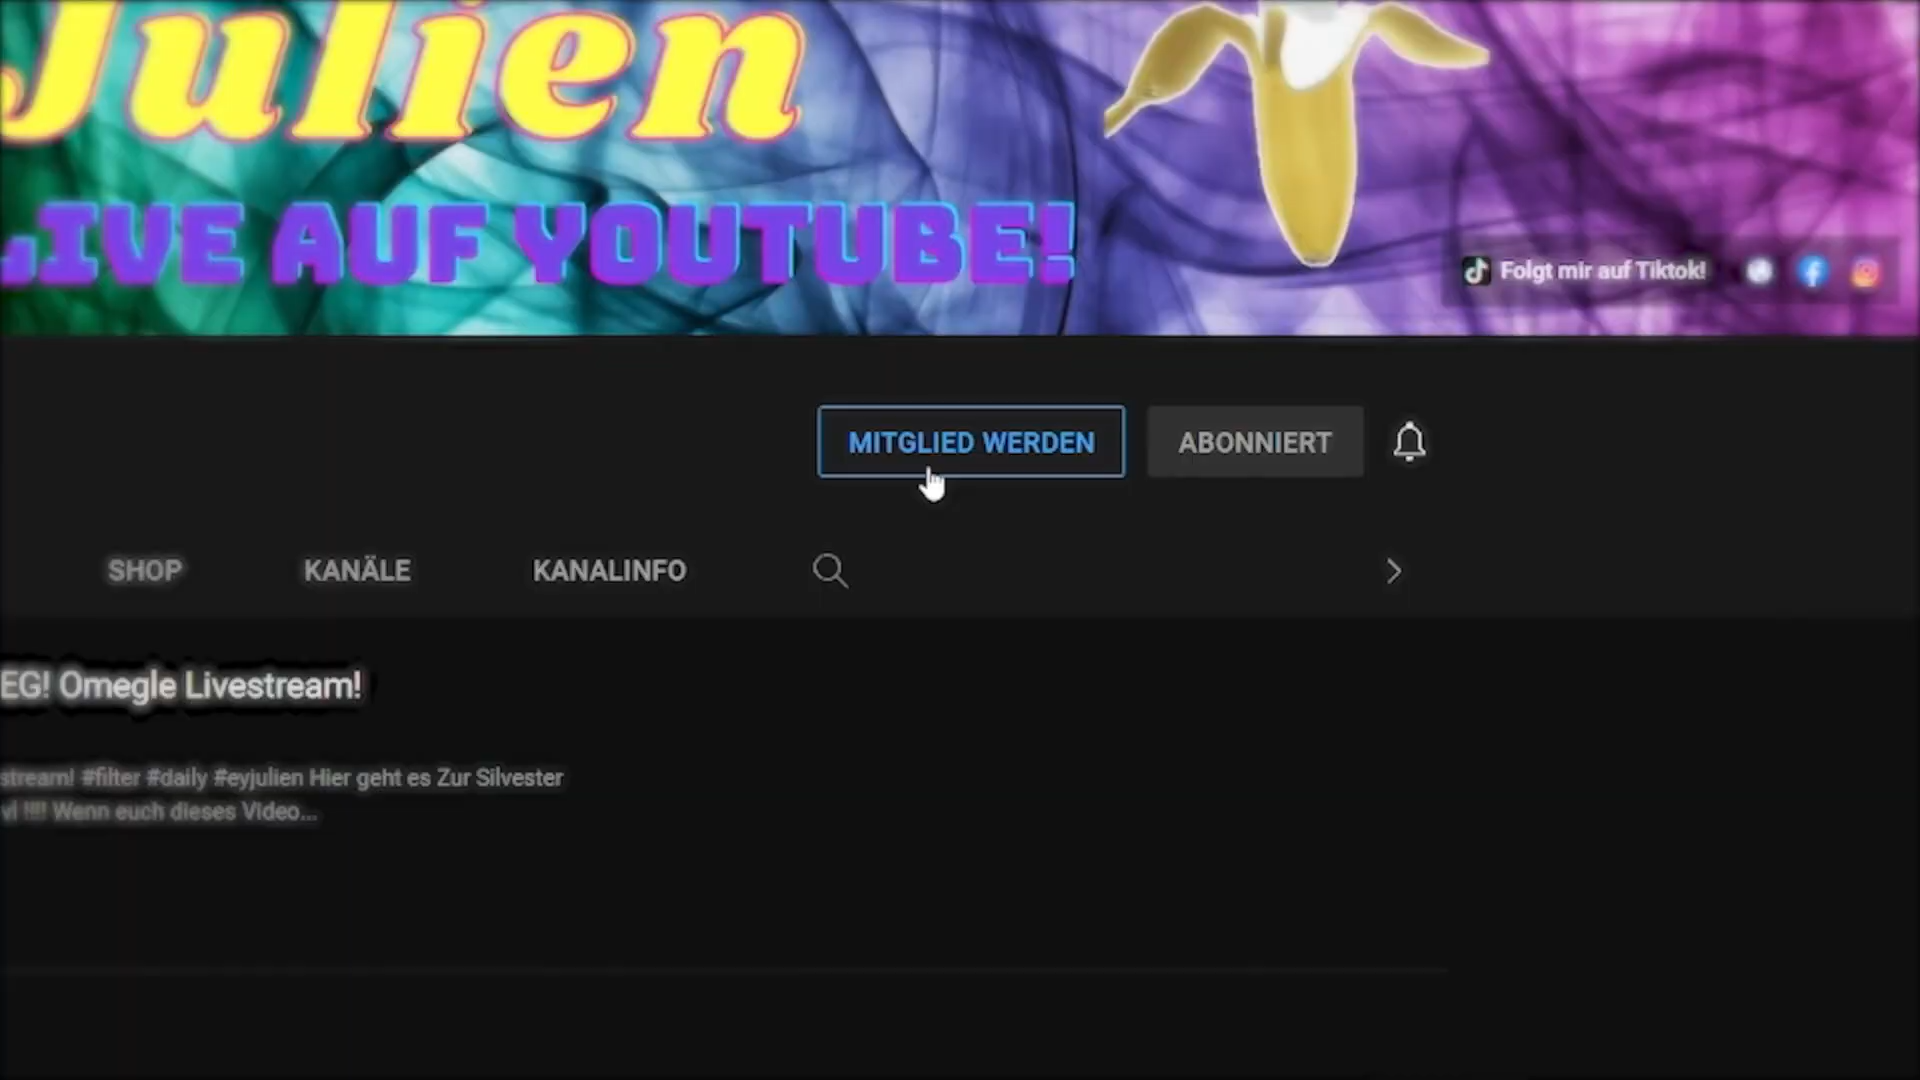 Julien
LIVE AUF YOUTUBE!
Folgt mir auf Tiktok!
MITGLIED WERDEN
ABONNIERT
SHOP
KANÄLE
KANALINFO
EG! Omegle Livestream!
stream! #filter #daily #eyjulien Hier geht es Zur Silvester
!!!! Wenn euch dieses Video...